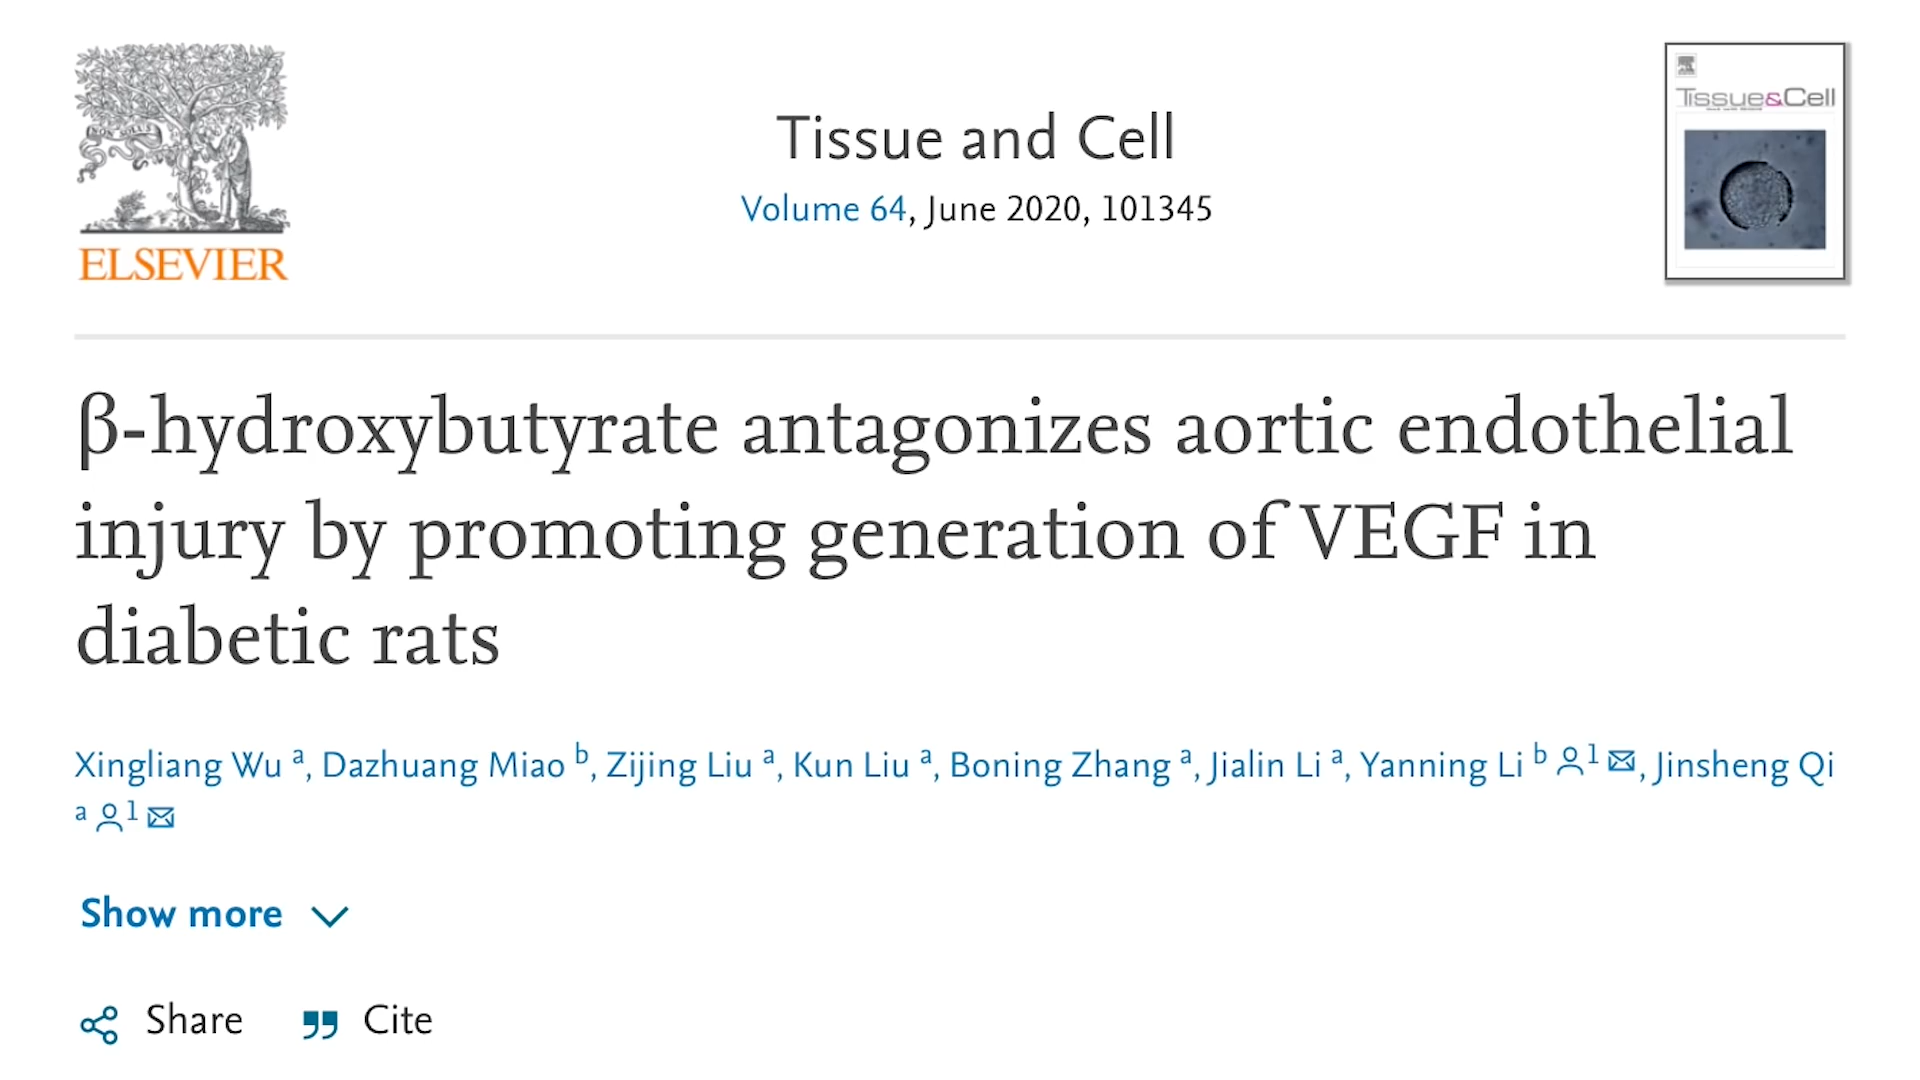 NON SOLUS
ELSEVIER
Tissue and Cell
Volume 64, June 2020, 101345
Tissue&Cell
β-hydroxybutyrate antagonizes aortic endothelial
injury by promoting generation of VEGF in
diabetic rats
Xingliang Wu a, Dazhuang Miao b, Zijing Liu a, Kun Liu a, Boning Zhang a, Jialin Li a, Yanning Li b 1, Jinsheng Qi
a 1
Show more
Share Cite